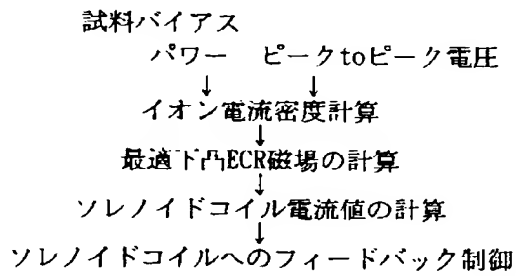 試料バイアス
パワー ピークtoピーク電圧
↓ ↓
イオン電流密度計算
↓
最適下凸ECR磁場の計算
↓
ソレノイドコイル電流値の計算
↓
ソレノイドコイルへのフィードバック制御